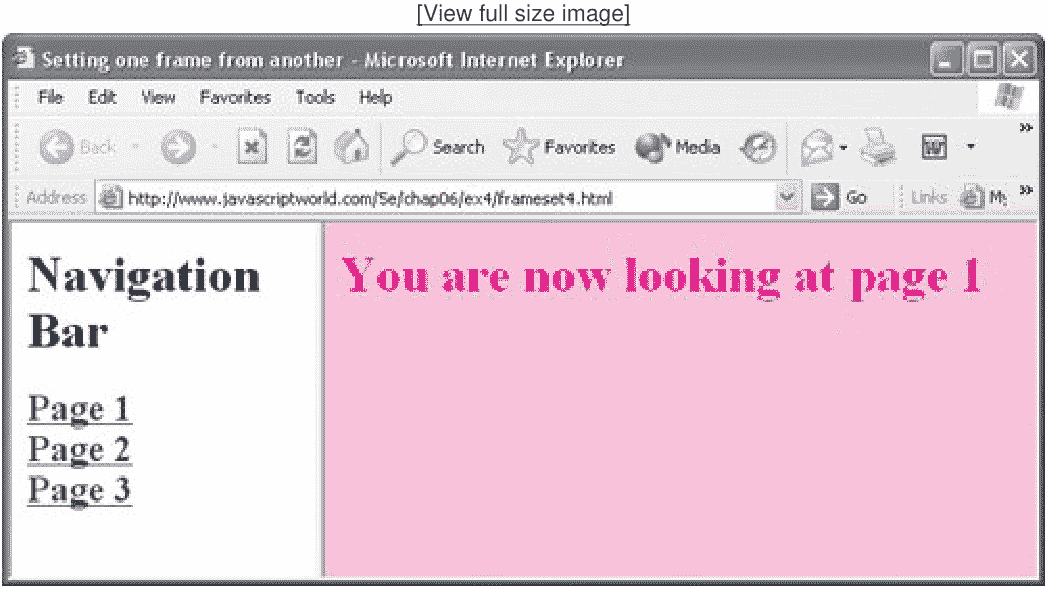 [View full size image]
Setting one frame from another - Microsoft Internet Explorer
File Edit View Favorites Tools Help
Back Search Favorites Media W
Address http://www.javascriptworld.com/5e/chap06/ex4/frameset4.html Go Links
Navigation
Bar
You are now looking at page 1
Page 1
Page 2
Page 3